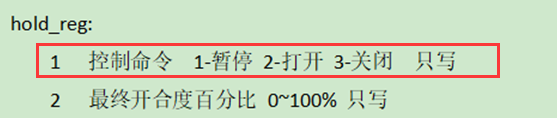 hold_reg:
1 控制命令 1-暂停 2-打开 3-关闭 只写
2 最终开合度百分比 0~100% 只写